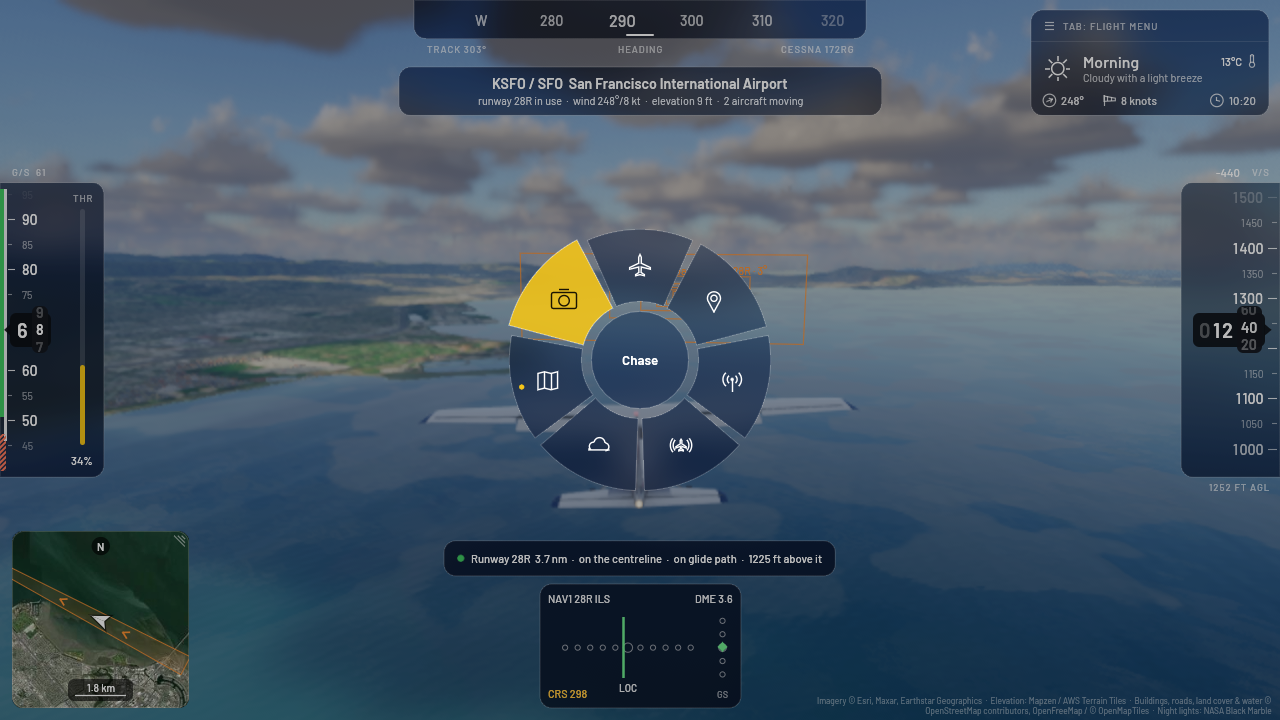 W 280 290 300 310 320
TRACK 303° HEADING CESSNA 172RG
KSFO / SFO San Francisco International Airport
runway 28R in use · wind 248°/8 kt · elevation 9 ft · 2 aircraft moving
TAB: FLIGHT MENU
Morning 13°C
Cloudy with a light breeze
248° 8 knots 10:20
G/S 61
THR
90
85
80
75
9
6 8
7
60
55
50
45
34%
-440 V/S
1500
1450
1400
1350
1300
60
012 40
20
1150
1100
1050
1000
1252 FT AGL
Chase
Runway 28R 3.7 nm · on the centreline · on glide path · 1225 ft above it
NAV1 28R ILS DME 3.6
CRS 298 LOC GS
N
1.8 km
Imagery © Esri, Maxar, Earthstar Geographics · Elevation: Mapzen / AWS Terrain Tiles · Buildings, roads, land cover & water ©
OpenStreetMap contributors, OpenFreeMap / © OpenMapTiles · Night lights: NASA Black Marble